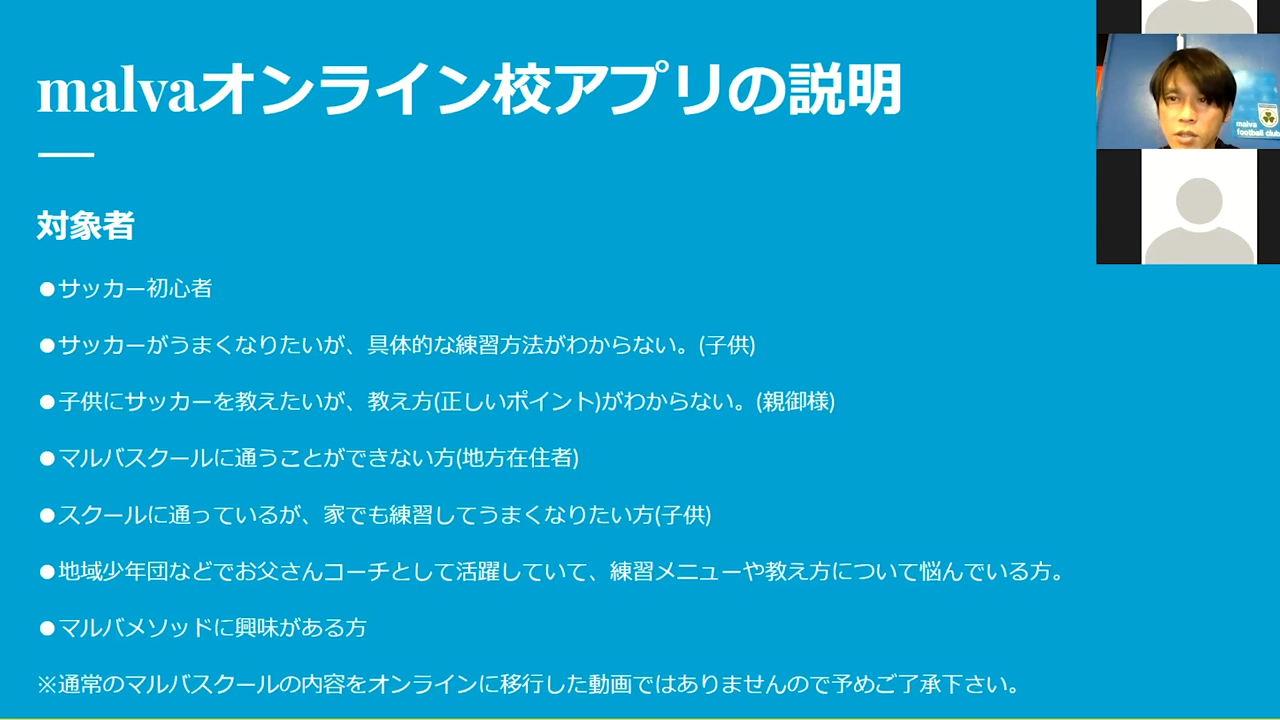 malvaオンライン校アプリの説明
対象者
●サッカー初心者
●サッカーがうまくなりたいが、具体的な練習方法がわからない。(子供)
●子供にサッカーを教えたいが、教え方(正しいポイント)がわからない。(親御様)
●マルバスクールに通うことができない方(地方在住者)
●スクールに通っているが、家でも練習してうまくなりたい方(子供)
●地域少年団などでお父さんコーチとして活躍していて、練習メニューや教え方について悩んでいる方。
●マルバメソッドに興味がある方
※通常のマルバスクールの内容をオンラインに移行した動画ではありませんので予めご了承下さい。
malva
football club